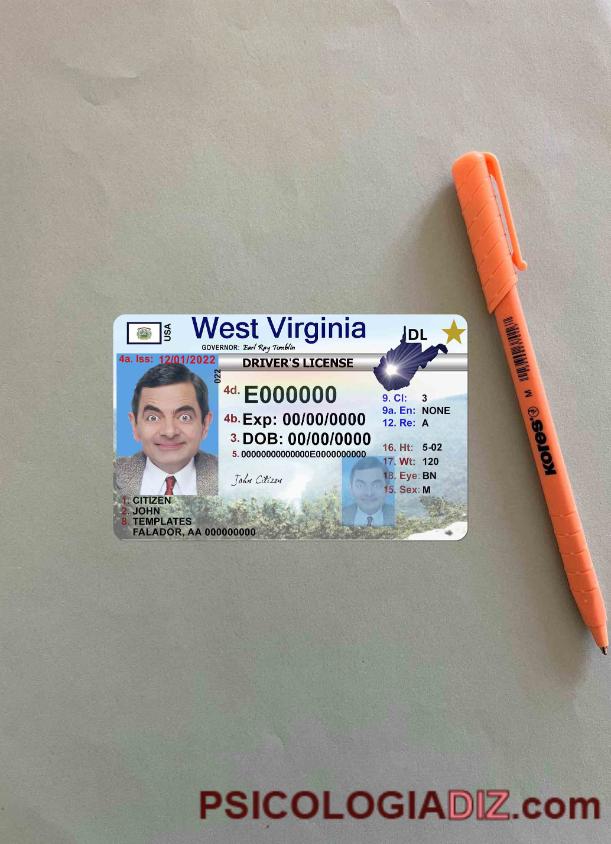 USA
West Virginia
DL
GOVERNOR: Earl Ray Tomblin
4a. Iss: 12/01/2022
DRIVER'S LICENSE
022
4d. E000000
4b. Exp: 00/00/0000
3. DOB: 00/00/0000
5. 00000000000000E0000000000
9. Cl: 3
9a. En: NONE
12. Re: A
16. Ht: 5-02
17. Wt: 120
18. Eye: BN
15. Sex: M
John Citizen
1. CITIZEN
2. JOHN
8. TEMPLATES
FALADOR, AA 000000000
M
Kores
PSICOLOGIADIZ.com